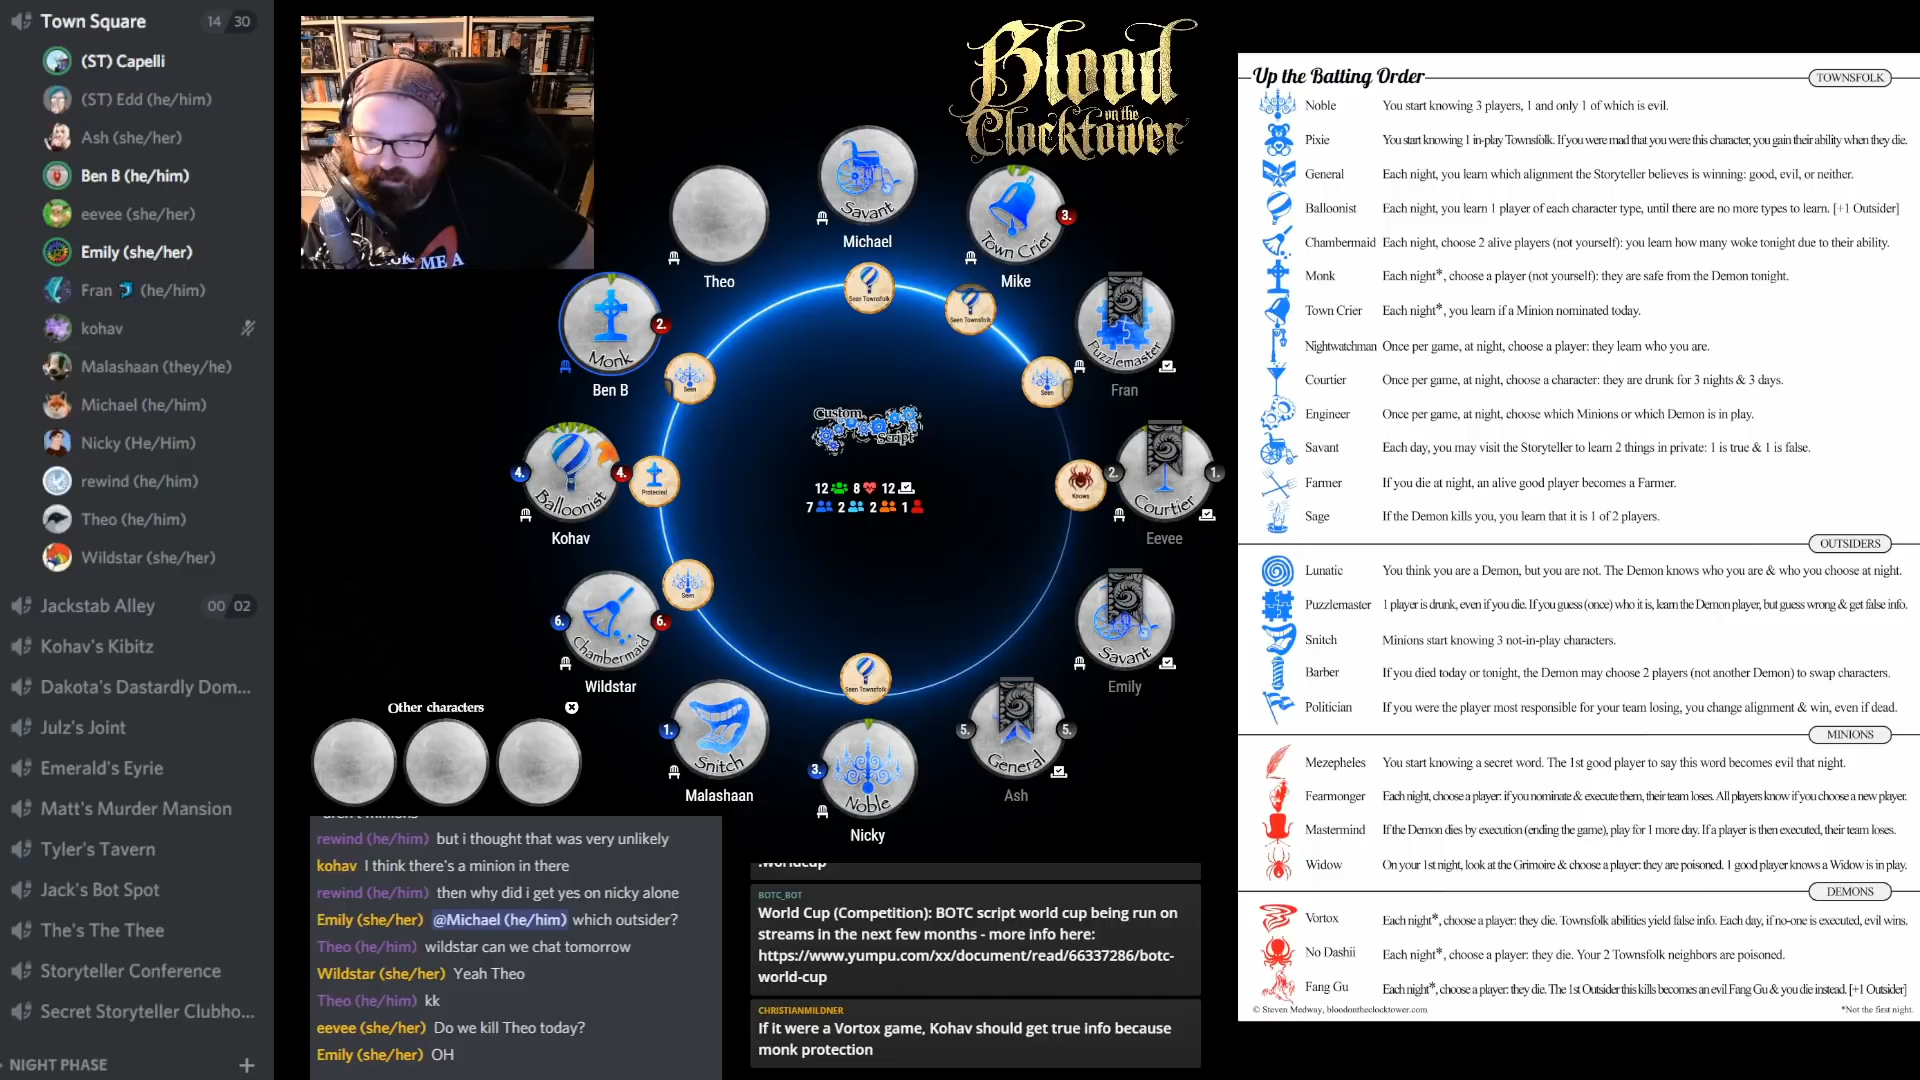 Town Square 14 30
(ST) Capelli
(ST) Edd (he/him)
Ash (she/her)
Ben B (he/him)
eevee (she/her)
Emily (she/her)
Fran (he/him)
kohav
Malashaan (they/he)
Michael (he/him)
Nicky (He/Him)
rewind (he/him)
Theo (he/him)
Wildstar (she/her)
Jackstab Alley 00 02
Kohav's Kibitz
Dakota's Dastardly Dom...
Julz's Joint
Emerald's Eyrie
Matt's Murder Mansion
Tyler's Tavern
Jack's Bot Spot
The's The Thee
Storyteller Conference
Secret Storyteller Clubho...
NIGHT PHASE +
ME A
Blood
on the
Clocktower
Savant
Michael
Theo
Town Crier
3.
Mike
Monk
2.
Ben B
Puzzlemaster
Fran
Seen Townsfolk
Seen Townsfolk
Seen
Seen
Balloonist
4.
4.
Protected
Kohav
Custom
Script
12 8 12
7 2 2 1
Knows
2.
Courtier
1.
Eevee
Seen
6.
Chambermaid
6.
Wildstar
Savant
Emily
Seen Townsfolk
Other characters
1.
Snitch
Malashaan
3.
Noble
Nicky
5.
General
5.
Ash
rewind (he/him) but i thought that was very unlikely
kohav I think there's a minion in there
rewind (he/him) then why did i get yes on nicky alone
Emily (she/her) @Michael (he/him) which outsider?
Theo (he/him) wildstar can we chat tomorrow
Wildstar (she/her) Yeah Theo
Theo (he/him) kk
eevee (she/her) Do we kill Theo today?
Emily (she/her) OH
BOTC_BOT
World Cup (Competition): BOTC script world cup being run on
streams in the next few months - more info here:
https://www.yumpu.com/xx/document/read/66337286/botc-
world-cup
CHRISTIANMILDNER
If it were a Vortox game, Kohav should get true info because
monk protection
Up the Batting Order TOWNSFOLK
Noble You start knowing 3 players, 1 and only 1 of which is evil.
Pixie You start knowing 1 in-play Townsfolk. If you were mad that you were this character, you gain their ability when they die.
General Each night, you learn which alignment the Storyteller believes is winning: good, evil, or neither.
Balloonist Each night, you learn 1 player of each character type, until there are no more types to learn. [+1 Outsider]
Chambermaid Each night, choose 2 alive players (not yourself): you learn how many woke tonight due to their ability.
Monk Each night*, choose a player (not yourself): they are safe from the Demon tonight.
Town Crier Each night*, you learn if a Minion nominated today.
Nightwatchman Once per game, at night, choose a player: they learn who you are.
Courtier Once per game, at night, choose a character: they are drunk for 3 nights & 3 days.
Engineer Once per game, at night, choose which Minions or which Demon is in play.
Savant Each day, you may visit the Storyteller to learn 2 things in private: 1 is true & 1 is false.
Farmer If you die at night, an alive good player becomes a Farmer.
Sage If the Demon kills you, you learn that it is 1 of 2 players.
OUTSIDERS
Lunatic You think you are a Demon, but you are not. The Demon knows who you are & who you choose at night.
Puzzlemaster 1 player is drunk, even if you die. If you guess (once) who it is, learn the Demon player, but guess wrong & get false info.
Snitch Minions start knowing 3 not-in-play characters.
Barber If you died today or tonight, the Demon may choose 2 players (not another Demon) to swap characters.
Politician If you were the player most responsible for your team losing, you change alignment & win, even if dead.
MINIONS
Mezepheles You start knowing a secret word. The 1st good player to say this word becomes evil that night.
Fearmonger Each night, choose a player: if you nominate & execute them, their team loses. All players know if you choose a new player.
Mastermind If the Demon dies by execution (ending the game), play for 1 more day. If a player is then executed, their team loses.
Widow On your 1st night, look at the Grimoire & choose a player: they are poisoned. 1 good player knows a Widow is in play.
DEMONS
Vortox Each night*, choose a player: they die. Townsfolk abilities yield false info. Each day, if no-one is executed, evil wins.
No Dashii Each night*, choose a player: they die. Your 2 Townsfolk neighbors are poisoned.
Fang Gu Each night*, choose a player: they die. The 1st Outsider this kills becomes an evil Fang Gu & you die instead. [+1 Outsider]
© Steven Medway, bloodontheclocktower.com *Not the first night.